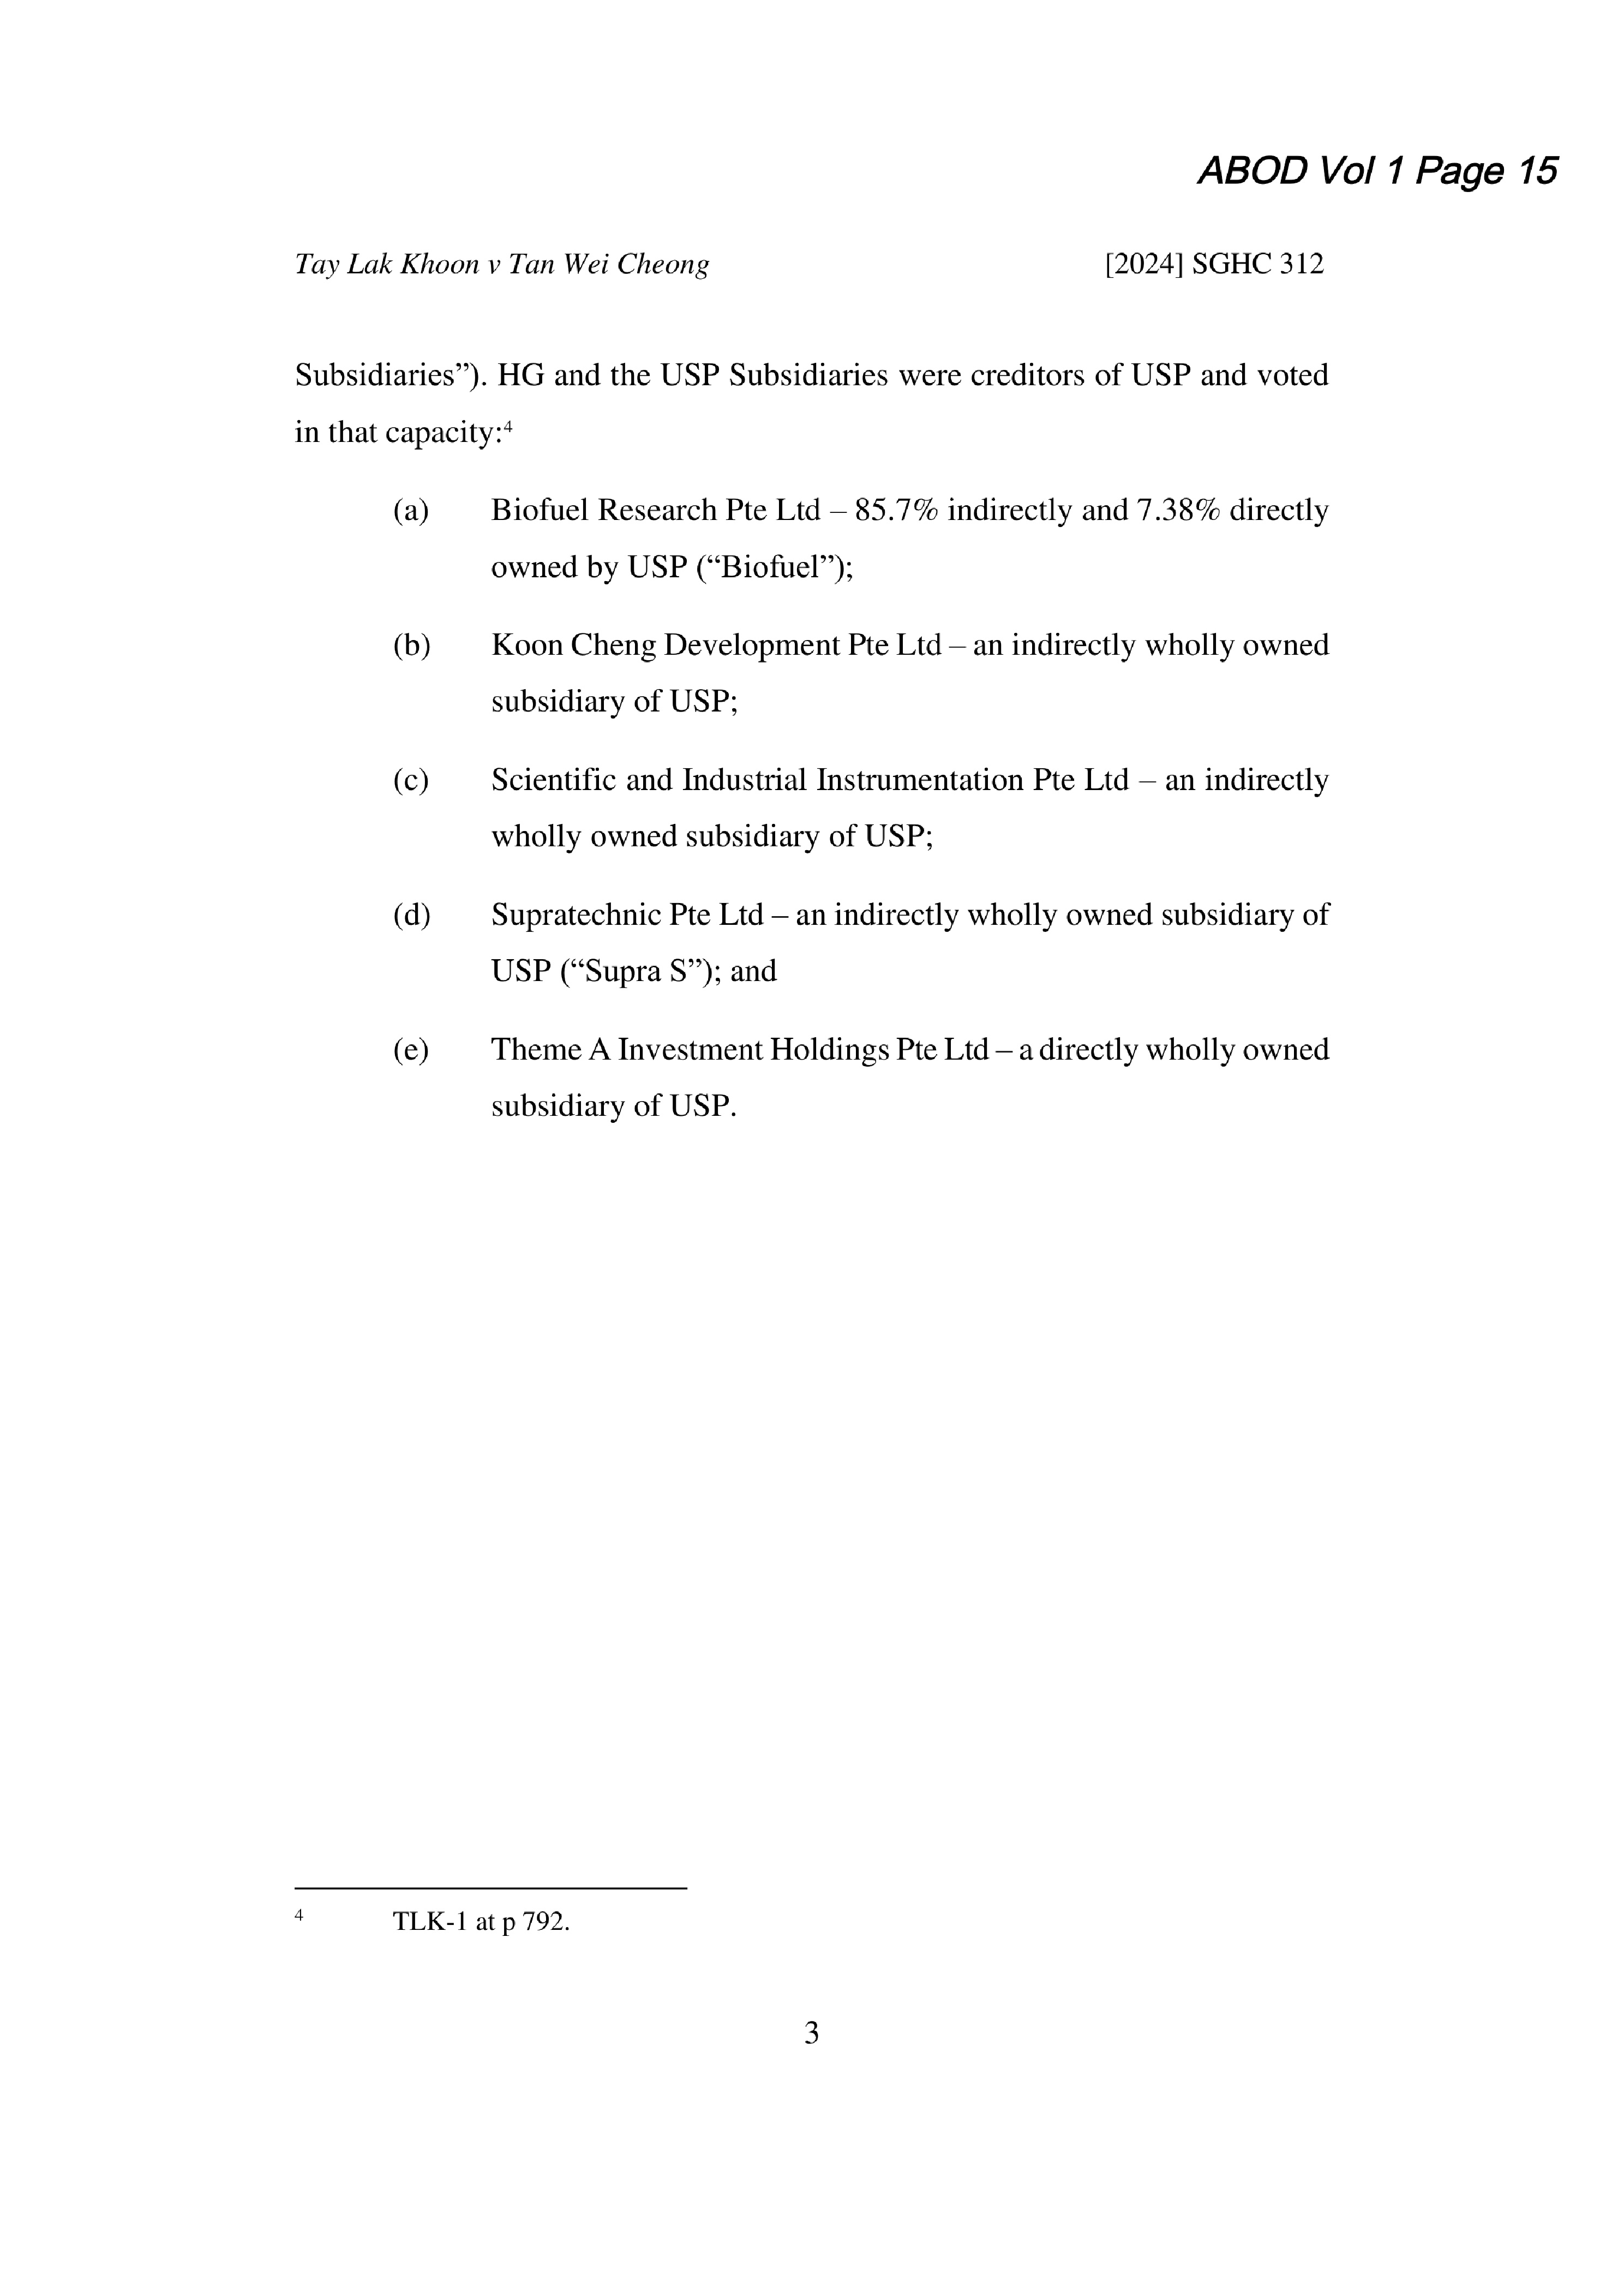 ABOD Vol 1 Page 15
Tay Lak Khoon v Tan Wei Cheong [2024] SGHC 312
Subsidiaries”). HG and the USP Subsidiaries were creditors of USP and voted
in that capacity:4
(a) Biofuel Research Pte Ltd – 85.7% indirectly and 7.38% directly
owned by USP (“Biofuel”);
(b) Koon Cheng Development Pte Ltd – an indirectly wholly owned
subsidiary of USP;
(c) Scientific and Industrial Instrumentation Pte Ltd – an indirectly
wholly owned subsidiary of USP;
(d) Supratechnic Pte Ltd – an indirectly wholly owned subsidiary of
USP (“Supra S”); and
(e) Theme A Investment Holdings Pte Ltd – a directly wholly owned
subsidiary of USP.
4 TLK-1 at p 792.
3